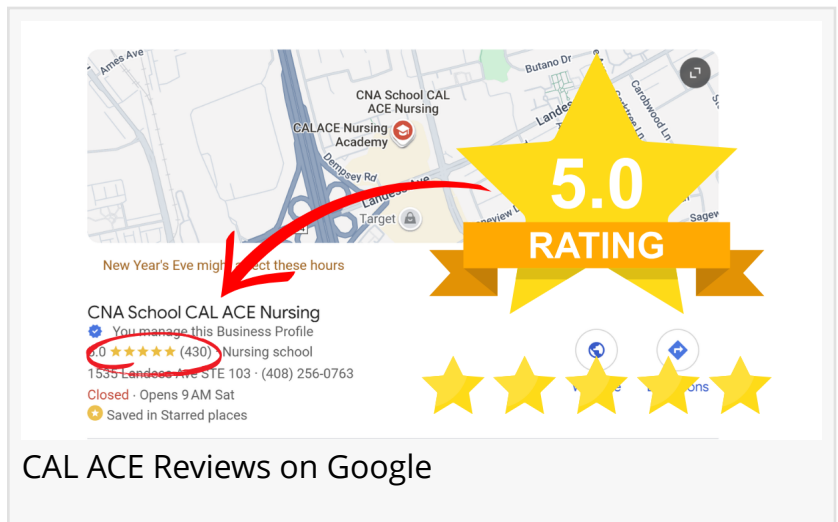 Ames Ave
Butano Dr
Carobwood Ln
CNA School CAL
ACE Nursing
CALACE Nursing
Academy
Dempsey Rd
Landess Ave
Target
5.0
RATING
New Year's Eve might affect these hours
CNA School CAL ACE Nursing
You manage this Business Profile
5.0 (430) · Nursing school
1535 Landess Ave STE 103 · (408) 256-0763
Closed · Opens 9 AM Sat
Saved in Starred places
CAL ACE Reviews on Google